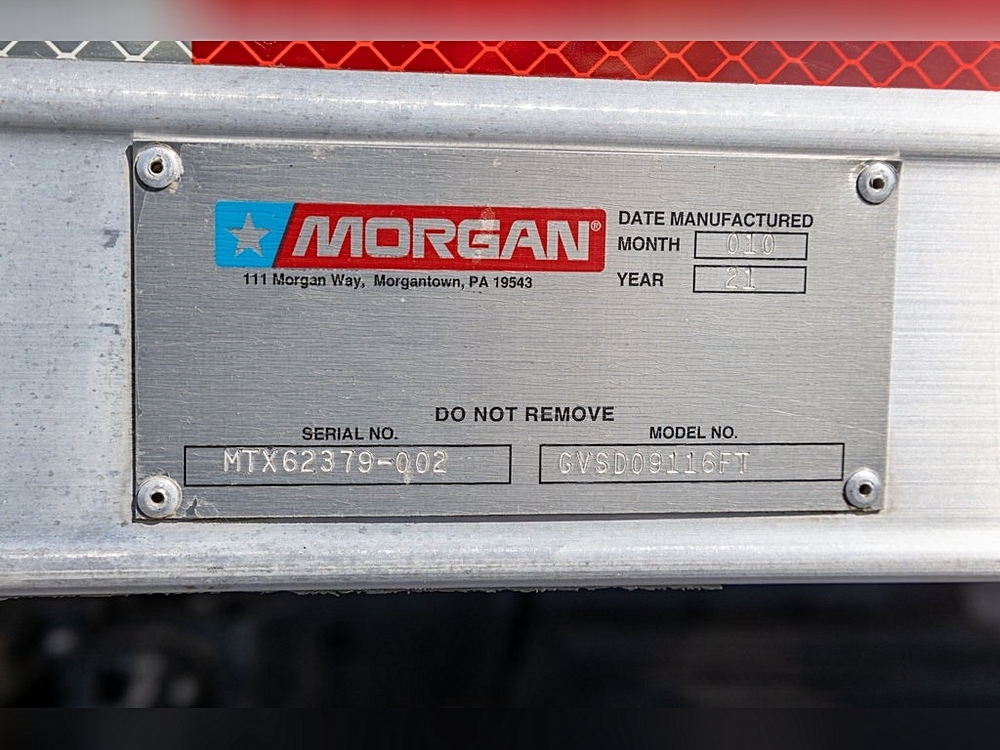 MORGAN®
111 Morgan Way, Morgantown, PA 19543
DATE MANUFACTURED
MONTH 010
YEAR 21
DO NOT REMOVE
SERIAL NO.
MTX62379-002
MODEL NO.
GVSD09116FT